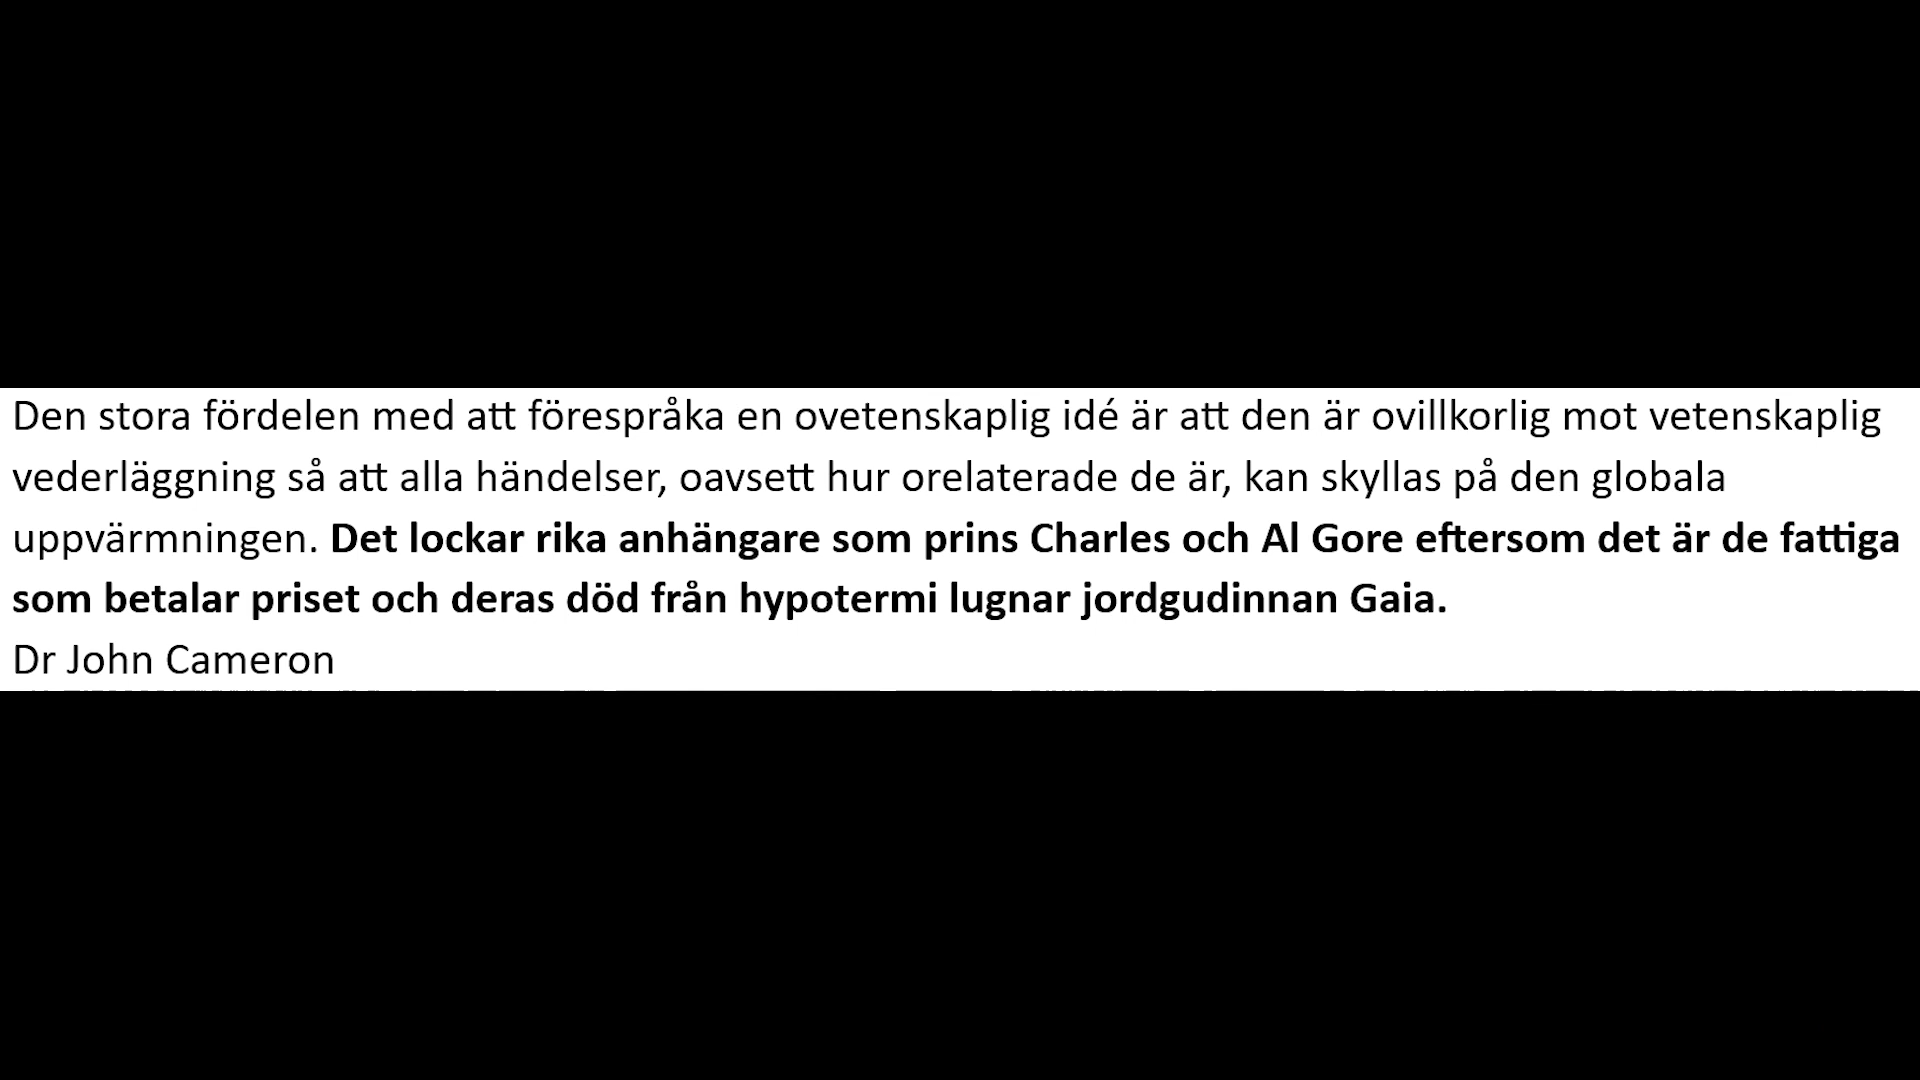 Den stora fördelen med att förespråka en ovetenskaplig idé är att den är ovillkorlig mot vetenskaplig
vederläggning så att alla händelser, oavsett hur orelaterade de är, kan skyllas på den globala
uppvärmningen. Det lockar rika anhängare som prins Charles och Al Gore eftersom det är de fattiga
som betalar priset och deras död från hypotermi lugnar jordgudinnan Gaia.
Dr John Cameron